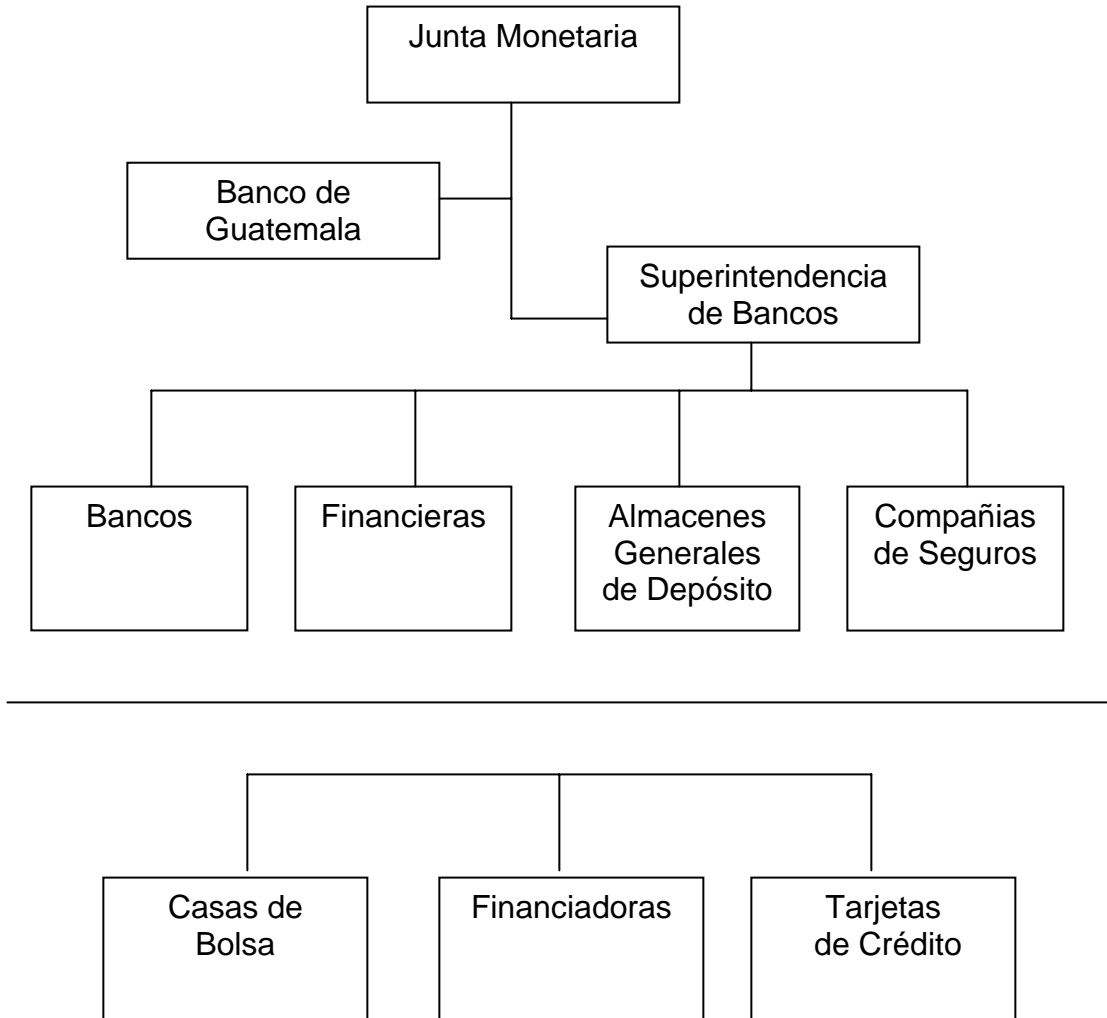 Junta Monetaria
Banco de
Guatemala
Superintendencia
de Bancos
Bancos
Financieras
Almacenes
Generales
de Depósito
Compañias
de Seguros
Casas de
Bolsa
Financiadoras
Tarjetas
de Crédito